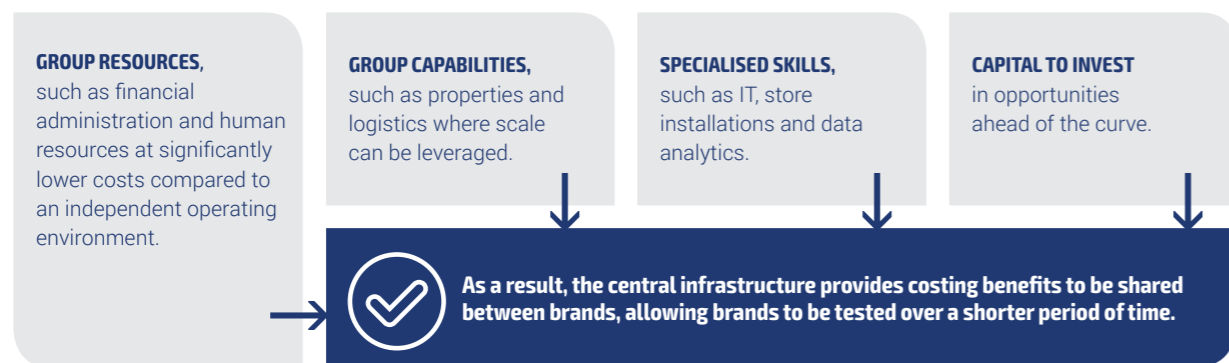 GROUP RESOURCES,
such as financial
administration and human
resources at significantly
lower costs compared to
an independent operating
environment.
GROUP CAPABILITIES,
such as properties and
logistics where scale
can be leveraged.
SPECIALISED SKILLS,
such as IT, store
installations and data
analytics.
CAPITAL TO INVEST
in opportunities
ahead of the curve.
As a result, the central infrastructure provides costing benefits to be shared
between brands, allowing brands to be tested over a shorter period of time.